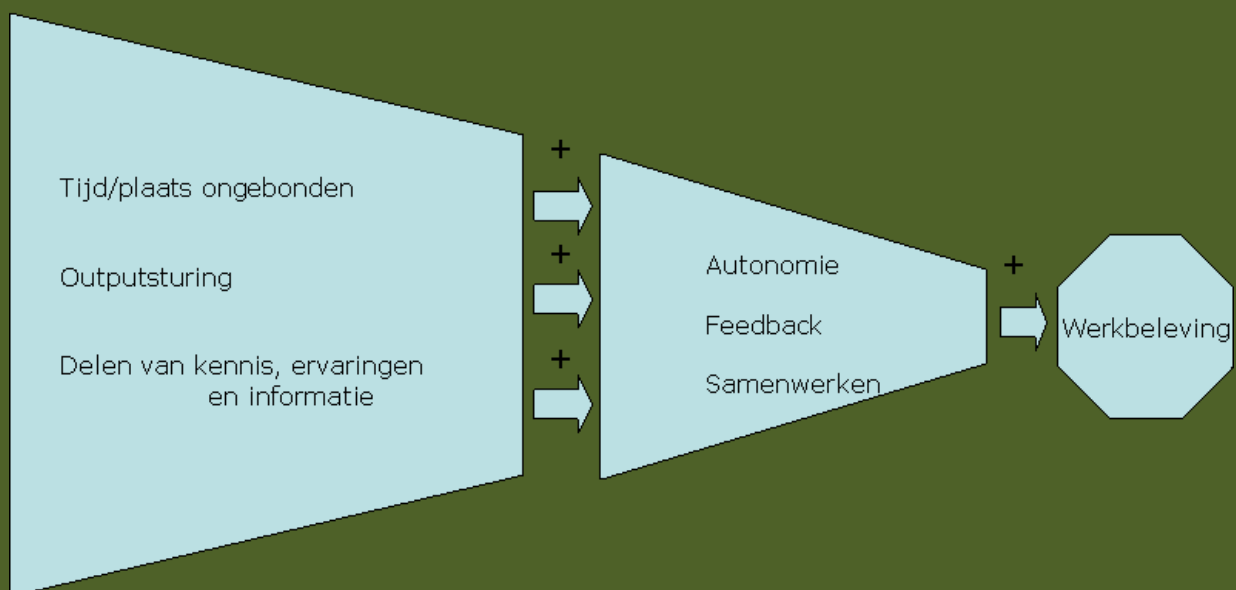 Tijd/plaats ongebonden
Outputsturing
Delen van kennis, ervaringen
en informatie
+
+
+
Autonomie
Feedback
Samenwerken
+
Werkbeleving